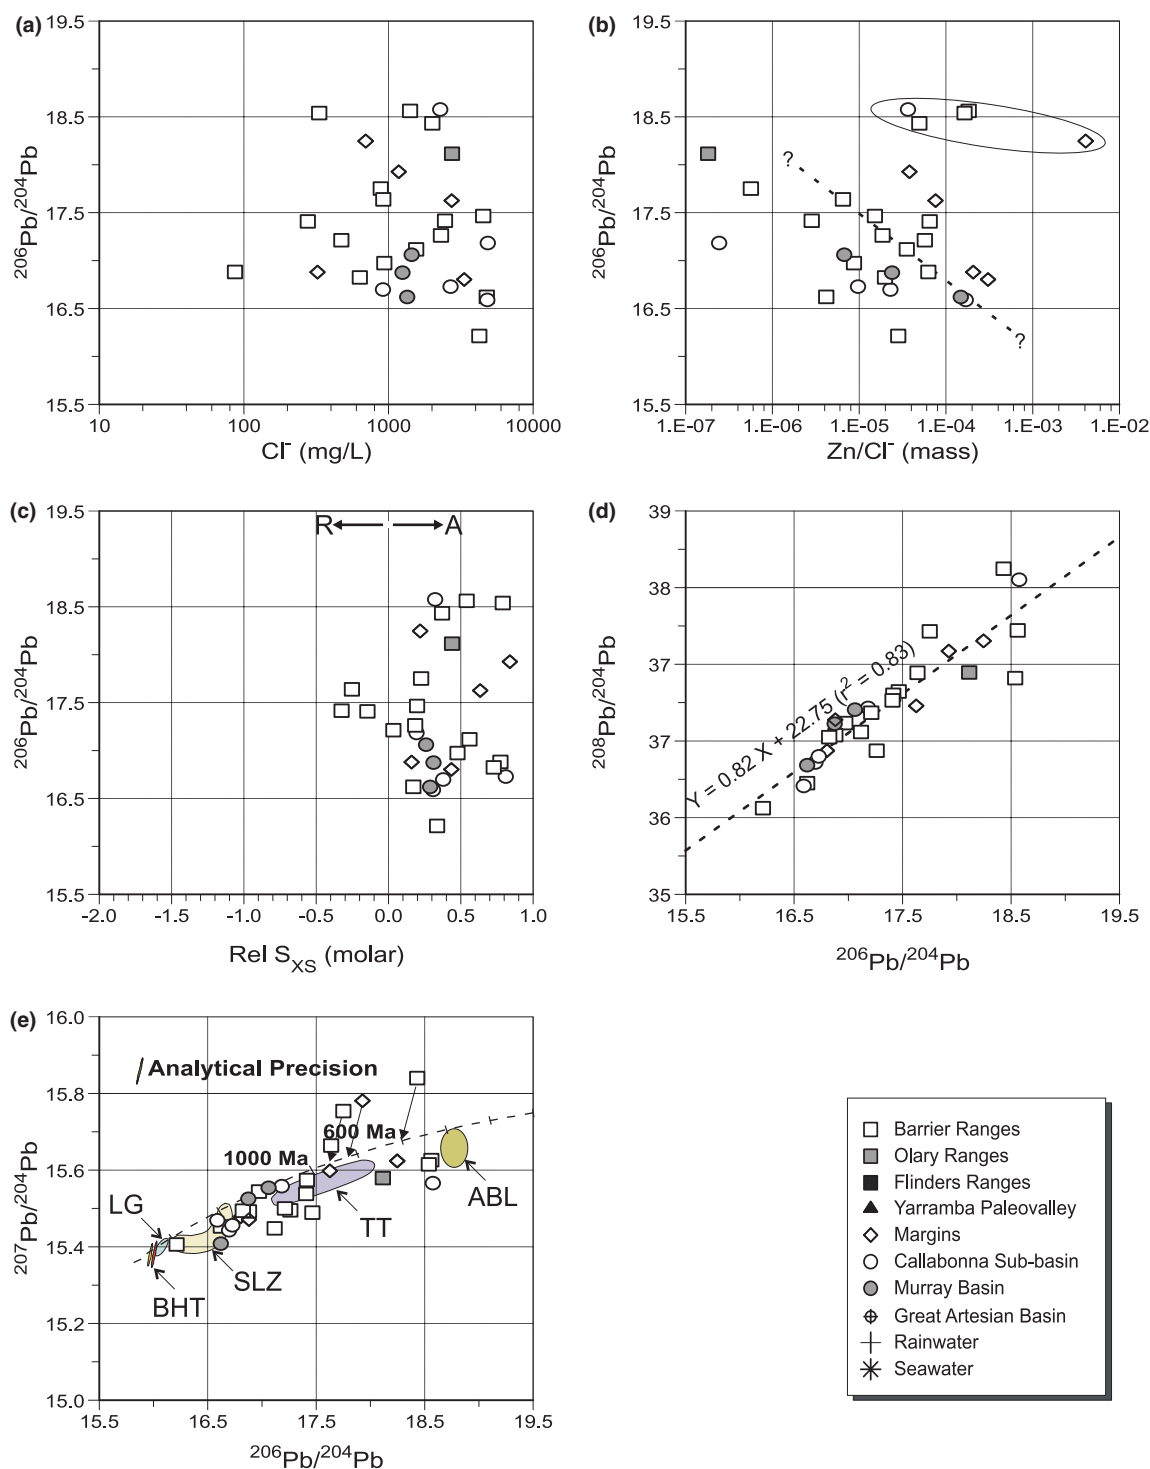 (a)
19.5
18.5
17.5
16.5
15.5
206Pb/204Pb
10
100
1000
10000
Cl- (mg/L)
(b)
19.5
18.5
17.5
16.5
15.5
206Pb/204Pb
?
?
1.E-07
1.E-06
1.E-05
1.E-04
1.E-03
1.E-02
Zn/Cl- (mass)
(c)
R
A
19.5
18.5
17.5
16.5
15.5
206Pb/204Pb
-2.0
-1.5
-1.0
-0.5
0.0
0.5
1.0
Rel SXS (molar)
(d)
39
38
37
37
36
35
208Pb/204Pb
Y = 0.82 X + 22.75 (r2 = 0.83)
15.5
16.5
17.5
18.5
19.5
206Pb/204Pb
(e)
16.0
15.8
15.6
15.4
15.2
15.0
207Pb/204Pb
Analytical Precision
600 Ma
1000 Ma
LG
TT
ABL
SLZ
BHT
15.5
16.5
17.5
18.5
19.5
206Pb/204Pb
Barrier Ranges
Olary Ranges
Flinders Ranges
Yarramba Paleovalley
Margins
Callabonna Sub-basin
Murray Basin
Great Artesian Basin
Rainwater
Seawater